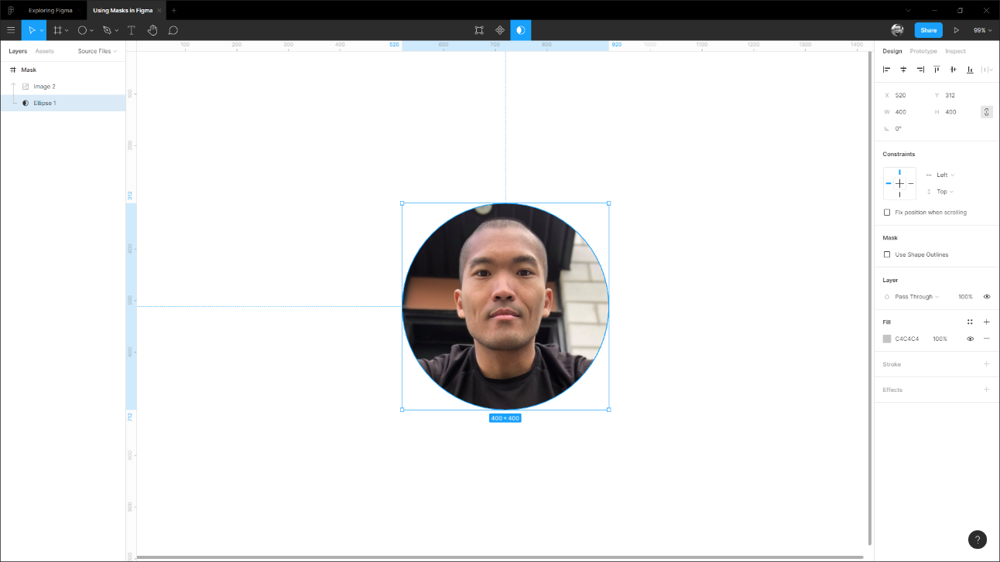 Exploring Figma
Using Masks in Figma
Share
99%
Layers
Assets
Source Files
100
200
300
400
520
600
700
800
920
1000
1100
1200
1300
1400
Design
Prototype
Inspect
Mask
image 2
Ellipse 1
100
200
312
400
500
600
712
800
900
X 520
Y 312
W 400
H 400
0°
Constraints
Left
Top
Fix position when scrolling
Mask
Use Shape Outlines
Layer
Pass Through
100%
Fill
C4C4C4
100%
Stroke
Effects
400 × 400
?